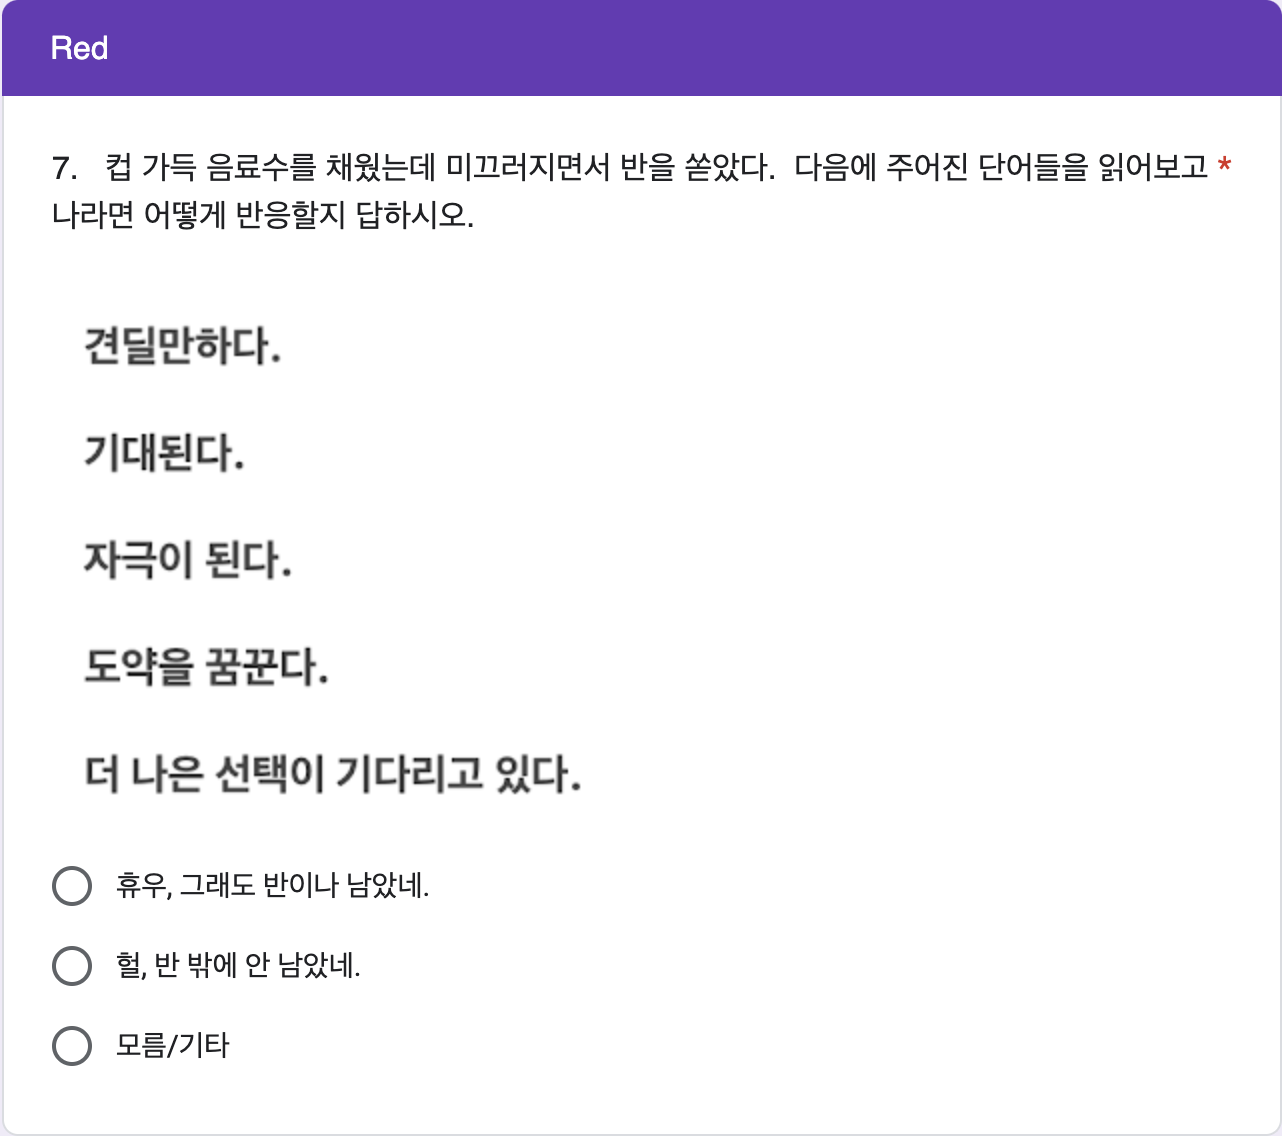 Red
7. 컵 가득 음료수를 채웠는데 미끄러지면서 반을 쏟았다. 다음에 주어진 단어들을 읽어보고 *
나라면 어떻게 반응할지 답하시오.
견딜만하다.
기대된다.
자극이 된다.
도약을 꿈꾼다.
더 나은 선택이 기다리고 있다.
휴우, 그래도 반이나 남았네.
헐, 반 밖에 안 남았네.
모름/기타